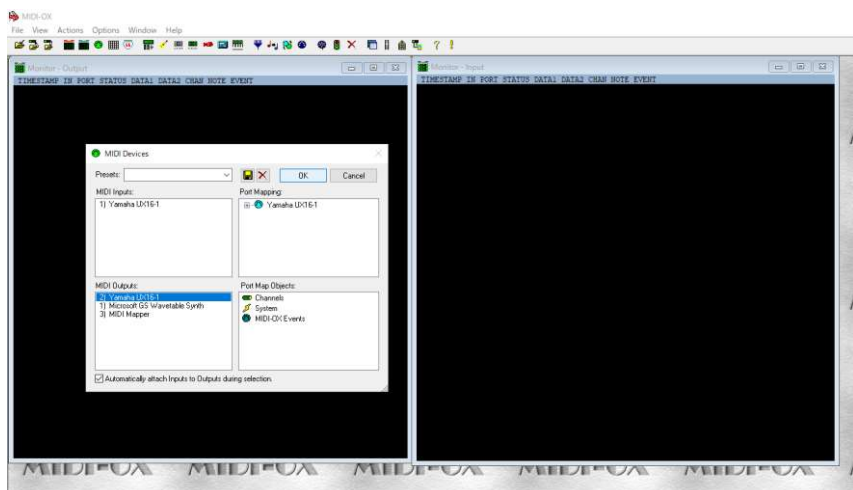 MIDI-OX
File View Actions Options Window Help
Monitor - Output
TIMESTAMP IN PORT STATUS DATA1 DATA2 CHAN NOTE EVENT
Monitor - Input
TIMESTAMP IN PORT STATUS DATA1 DATA2 CHAN NOTE EVENT
MIDI Devices
Presets:
OK
Cancel
MIDI Inputs:
1) Yamaha UX16-1
Port Mapping:
Yamaha UX16-1
MIDI Outputs:
2) Yamaha UX16-1
1) Microsoft GS Wavetable Synth
3) MIDI Mapper
Port Map Objects:
Channels
System
MIDI-OX Events
Automatically attach Inputs to Outputs during selection.
MIDI-OX MIDI-OX MIDI-OX MIDI-OX MIDI-OX